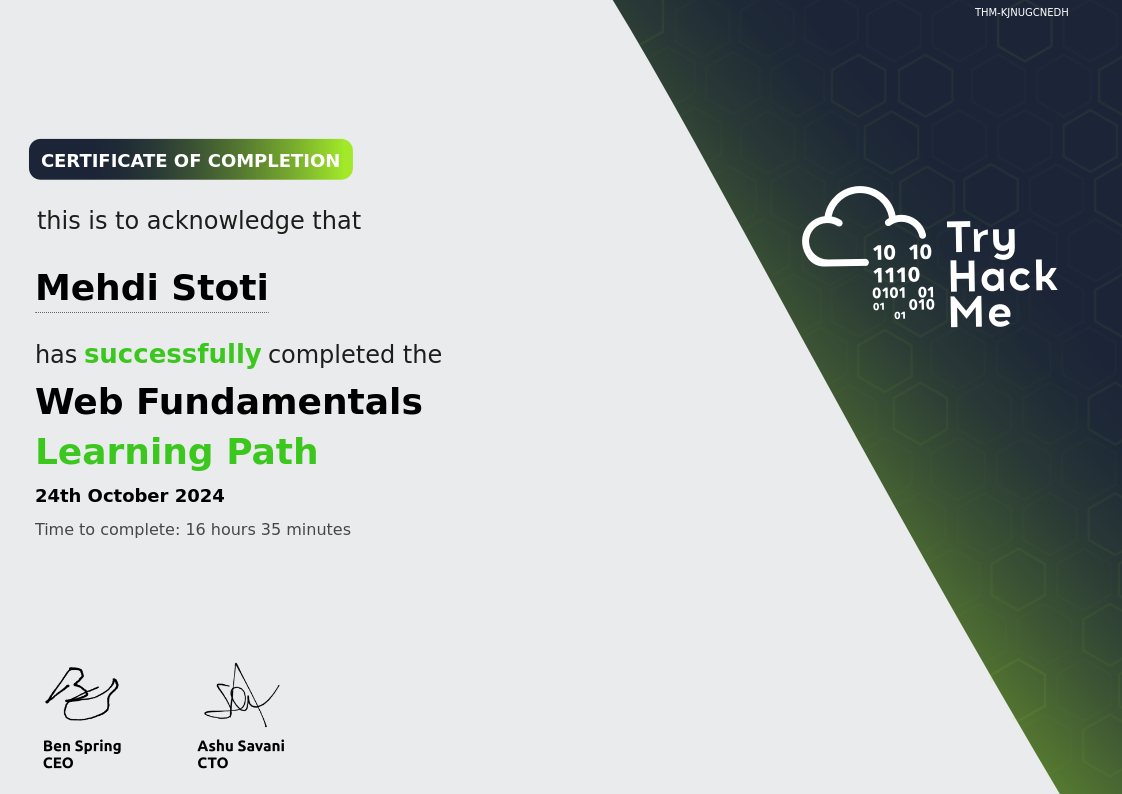 THM-KJNUGCNEDH
CERTIFICATE OF COMPLETION
this is to acknowledge that
Mehdi Stoti
has successfully completed the
Web Fundamentals
Learning Path
24th October 2024
Time to complete: 16 hours 35 minutes
10 10
1110
0101 01
01 010
01
Try
Hack
Me
Ben Spring
CEO
Ashu Savani
CTO